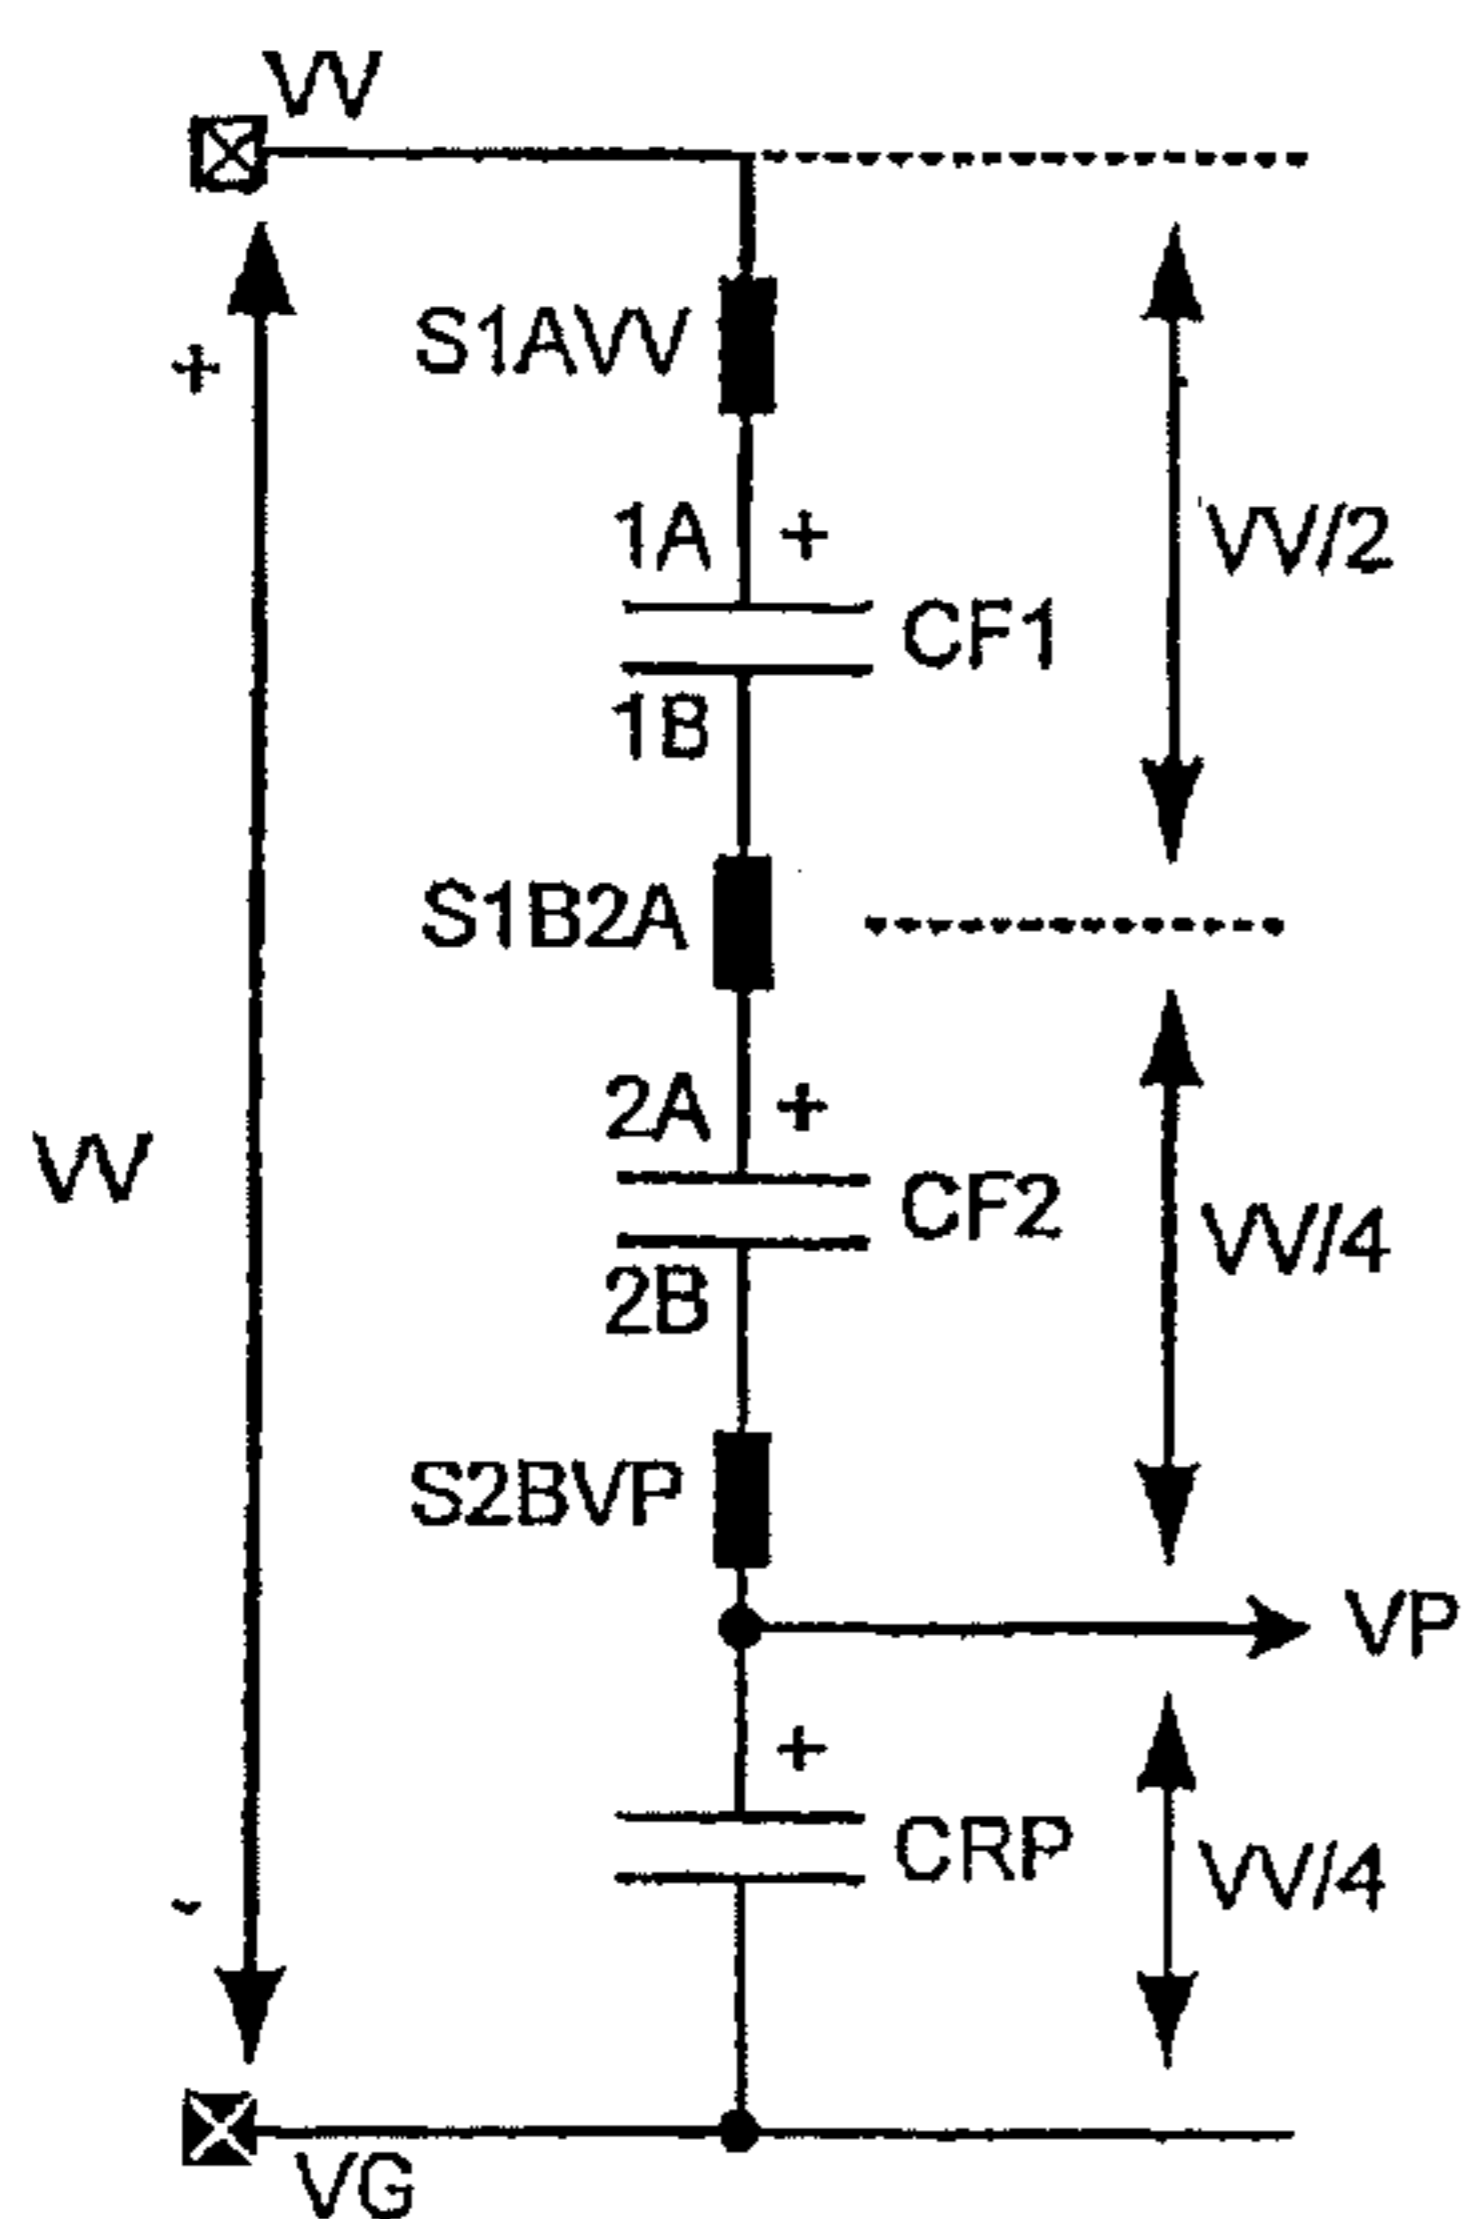 VV
S1AVV
+
1A +
VV/2
CF1
1B
S1B2A
2A +
VV
CF2
VV/4
2B
S2BVP
VP
+
CRP
VV/4
-
VG